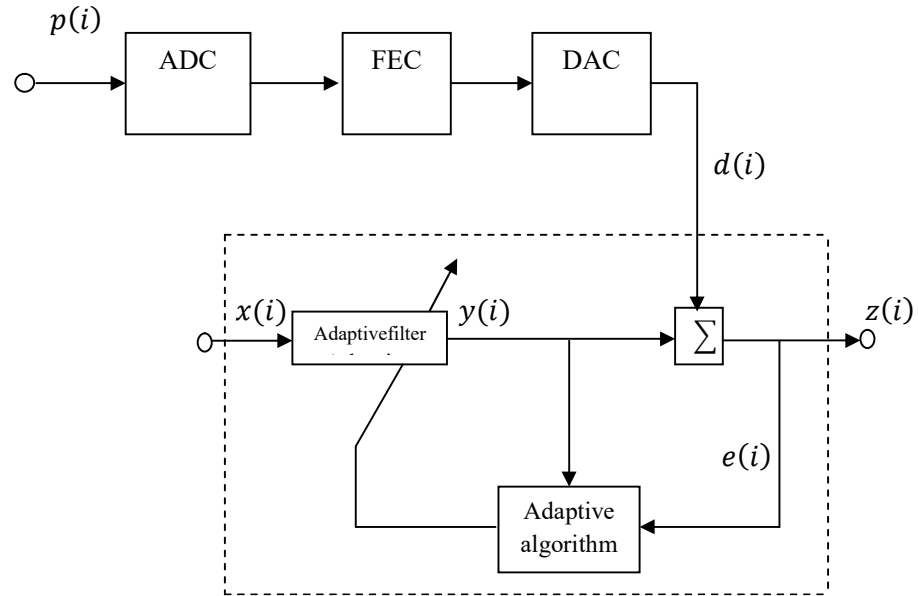 p(i)
ADC
FEC
DAC
d(i)
x(i)
Adaptivefilter
y(i)
∑
z(i)
e(i)
Adaptive
algorithm